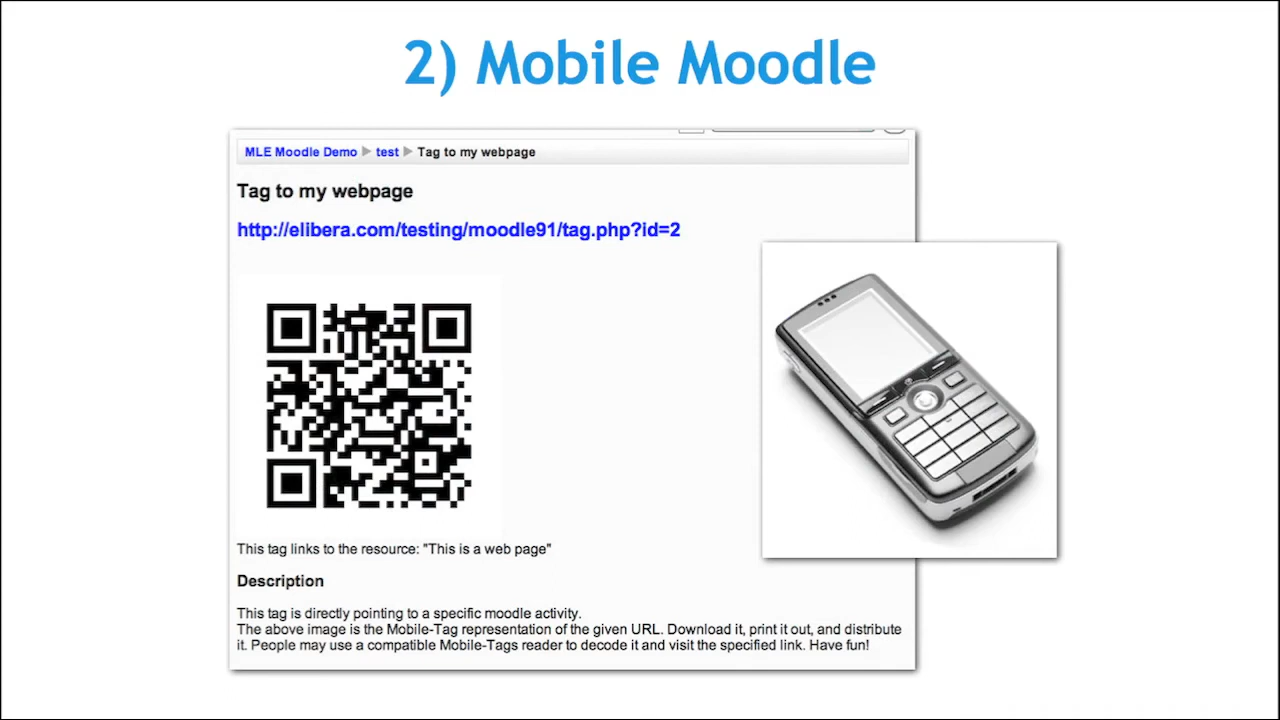 2) Mobile Moodle
MLE Moodle Demo ▶ test ▶ Tag to my webpage
Tag to my webpage
http://elibera.com/testing/moodle91/tag.php?id=2
This tag links to the resource: "This is a web page"
Description
This tag is directly pointing to a specific moodle activity.
The above image is the Mobile-Tag representation of the given URL. Download it, print it out, and distribute
it. People may use a compatible Mobile-Tags reader to decode it and visit the specified link. Have fun!